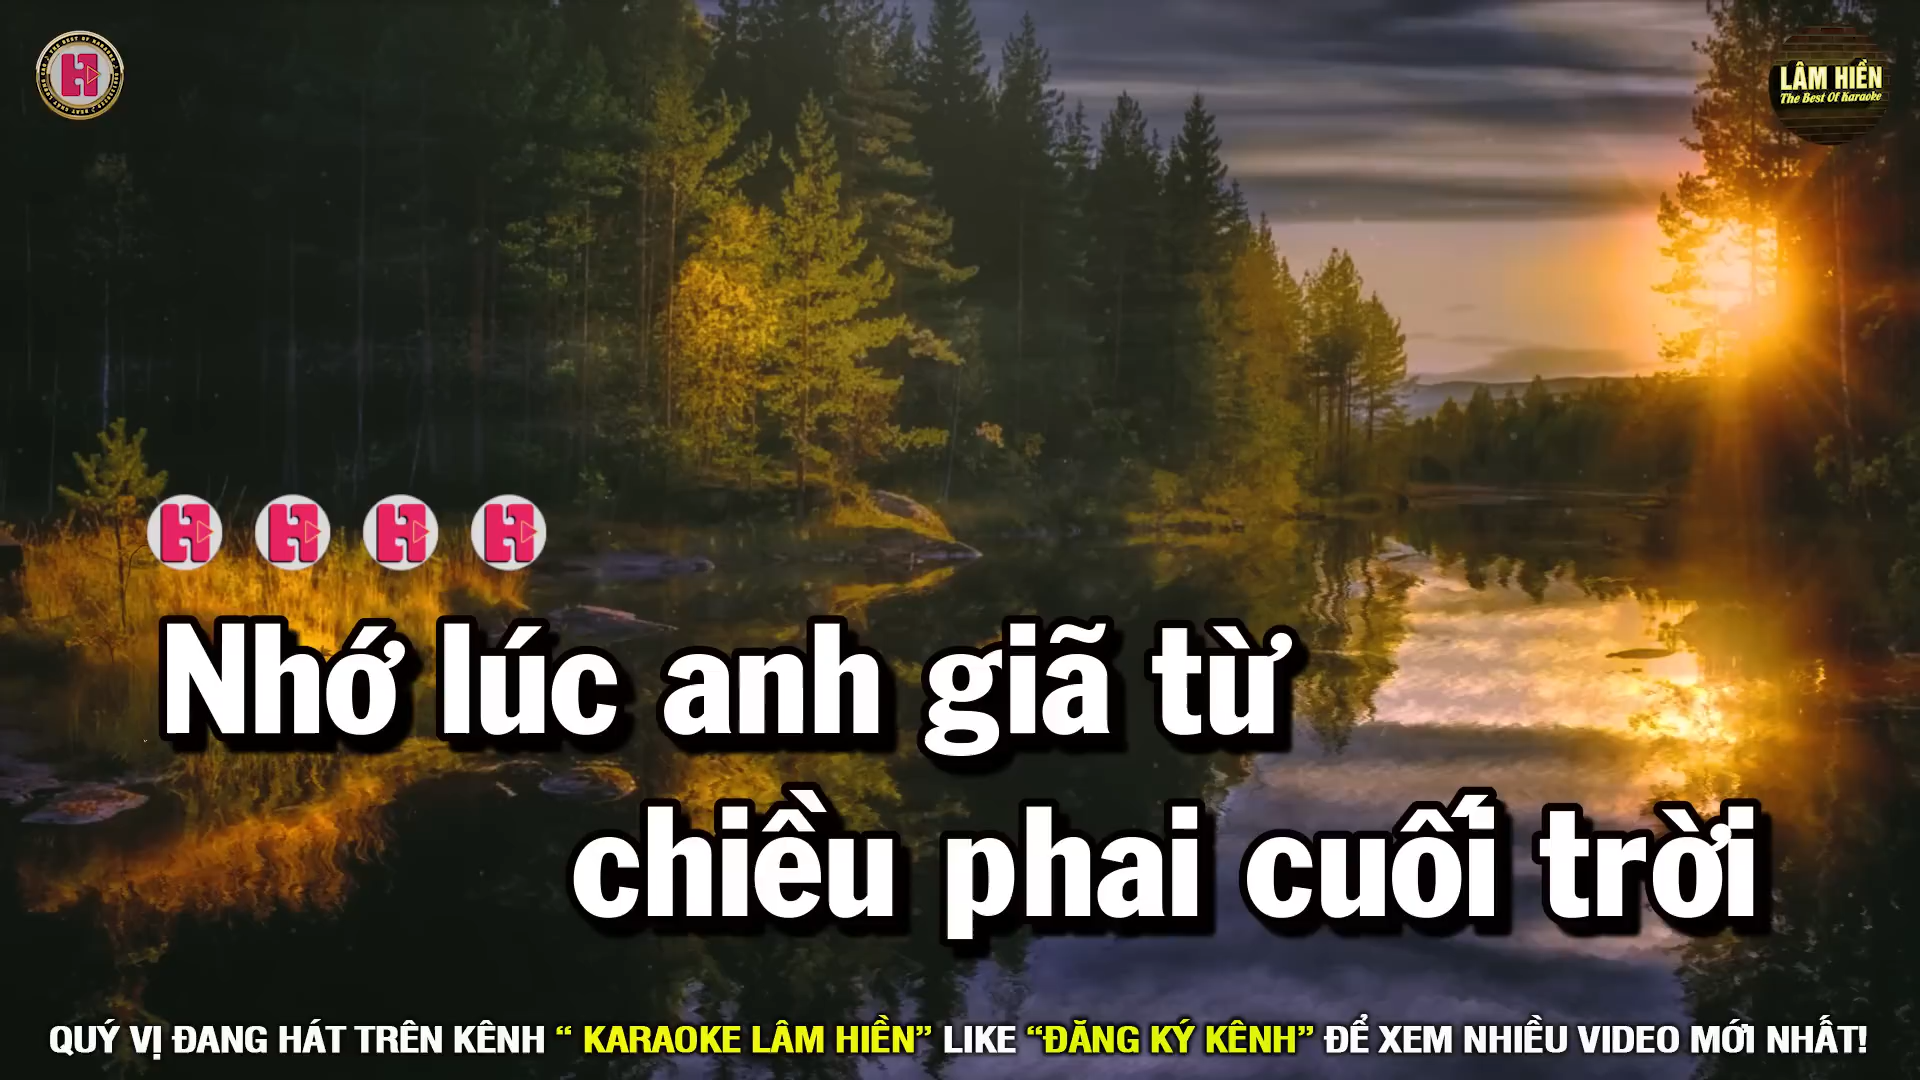 LÂM HIỀN
The Best Of Karaoke
Nhớ lúc anh giã từ
chiều phai cuối trời
QUÝ VỊ ĐANG HÁT TRÊN KÊNH “ KARAOKE LÂM HIỀN” LIKE “ĐĂNG KÝ KÊNH” ĐỂ XEM NHIỀU VIDEO MỚI NHẤT!